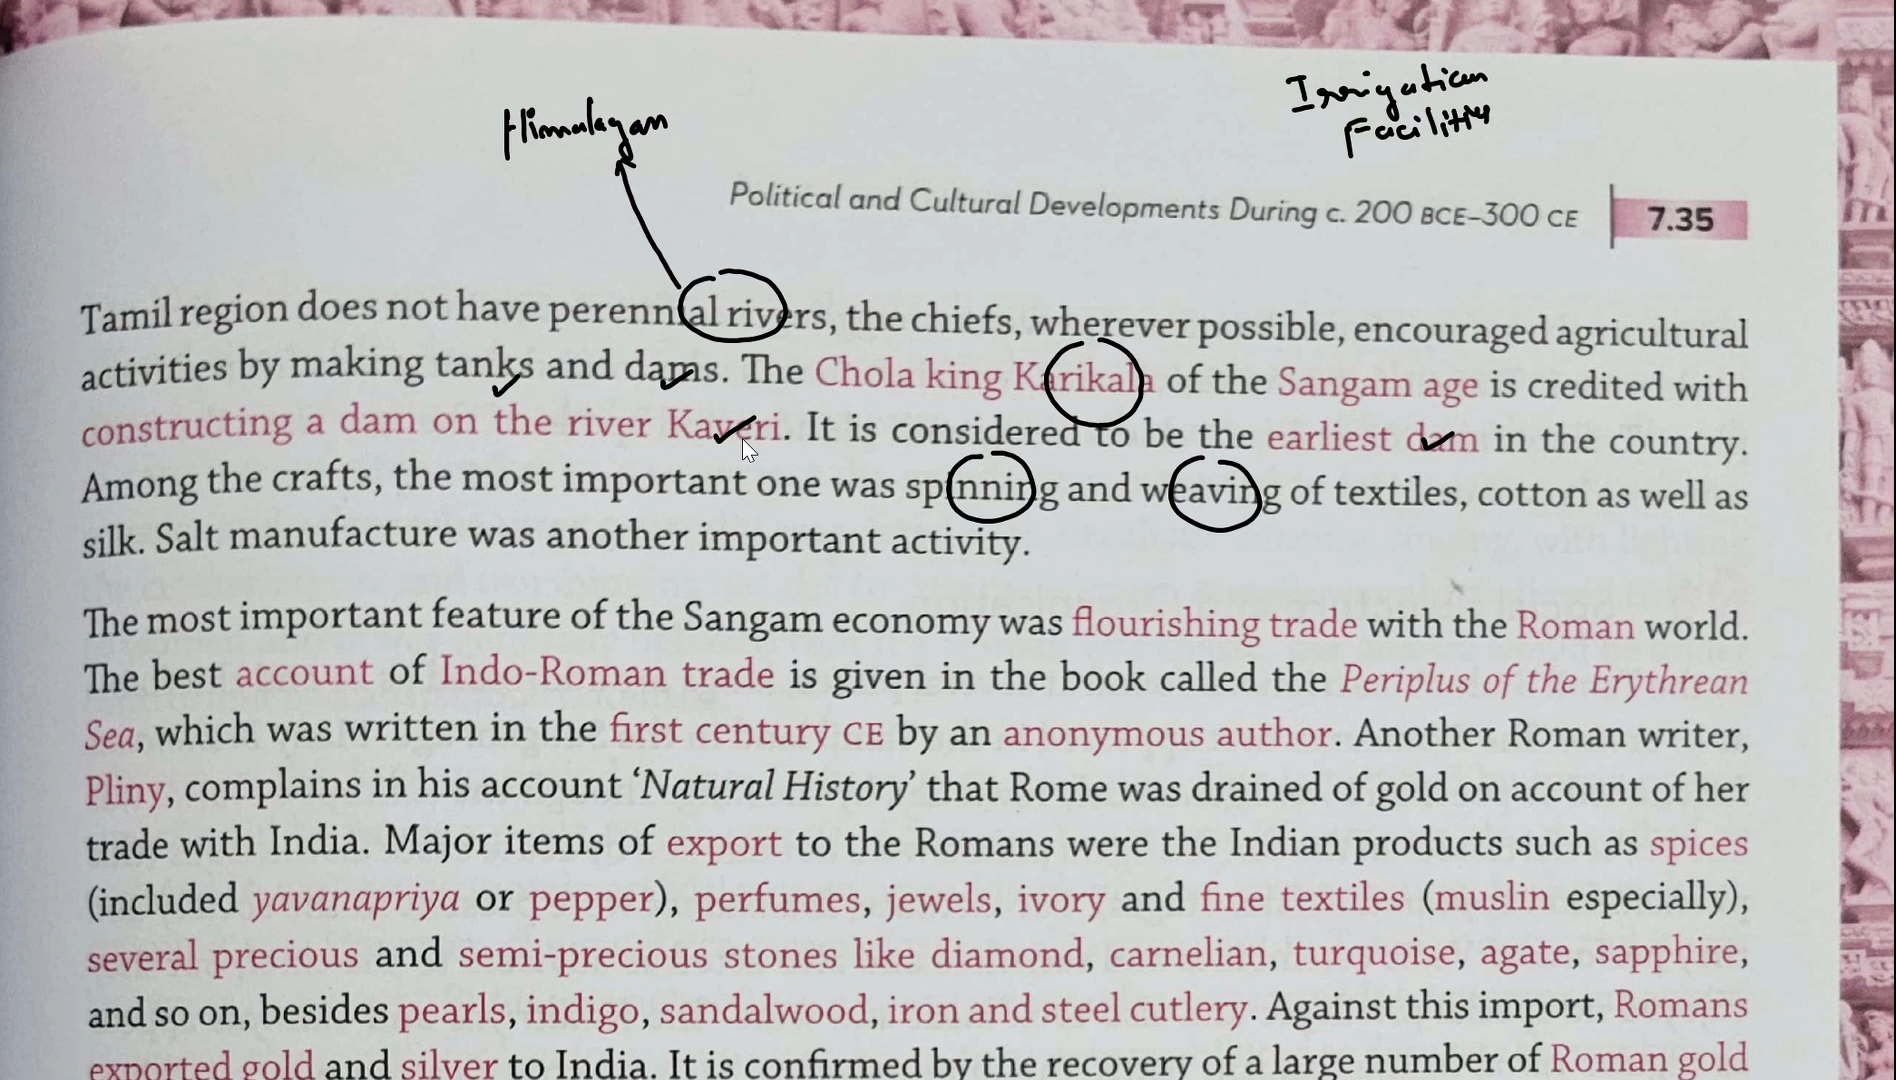 Himalayan
Irrigation
Facility
Political and Cultural Developments During c. 200 BCE–300 CE 7.35
Tamil region does not have perennial rivers, the chiefs, wherever possible, encouraged agricultural
activities by making tanks and dams. The Chola king Karikala of the Sangam age is credited with
constructing a dam on the river Kaveri. It is considered to be the earliest dam in the country.
Among the crafts, the most important one was spinning and weaving of textiles, cotton as well as
silk. Salt manufacture was another important activity.
The most important feature of the Sangam economy was flourishing trade with the Roman world.
The best account of Indo-Roman trade is given in the book called the Periplus of the Erythrean
Sea, which was written in the first century CE by an anonymous author. Another Roman writer,
Pliny, complains in his account ‘Natural History’ that Rome was drained of gold on account of her
trade with India. Major items of export to the Romans were the Indian products such as spices
(included yavanapriya or pepper), perfumes, jewels, ivory and fine textiles (muslin especially),
several precious and semi-precious stones like diamond, carnelian, turquoise, agate, sapphire,
and so on, besides pearls, indigo, sandalwood, iron and steel cutlery. Against this import, Romans
exported gold and silver to India. It is confirmed by the recovery of a large number of Roman gold